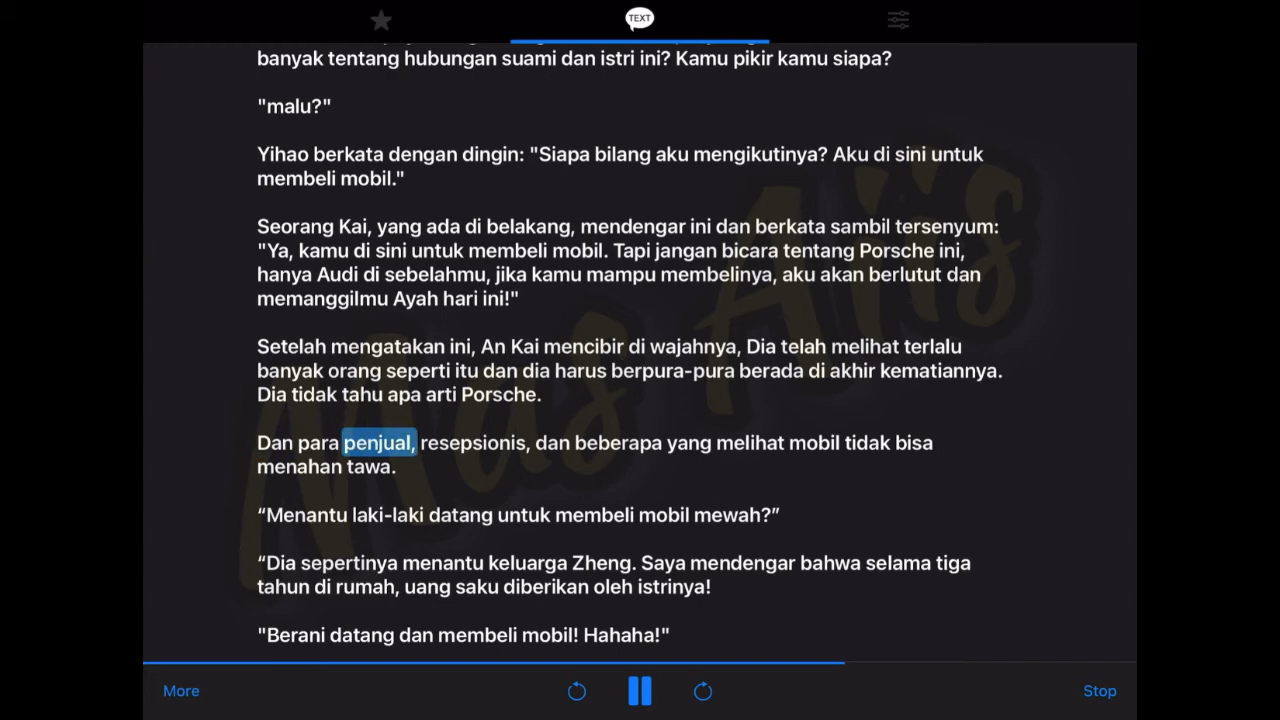 TEXT
banyak tentang hubungan suami dan istri ini? Kamu pikir kamu siapa?
"malu?"
Yihao berkata dengan dingin: "Siapa bilang aku mengikutinya? Aku di sini untuk
membeli mobil."
Seorang Kai, yang ada di belakang, mendengar ini dan berkata sambil tersenyum:
"Ya, kamu di sini untuk membeli mobil. Tapi jangan bicara tentang Porsche ini,
hanya Audi di sebelahmu, jika kamu mampu membelinya, aku akan berlutut dan
memanggilmu Ayah hari ini!"
Setelah mengatakan ini, An Kai mencibir di wajahnya, Dia telah melihat terlalu
banyak orang seperti itu dan dia harus berpura-pura berada di akhir kematiannya.
Dia tidak tahu apa arti Porsche.
Dan para penjual, resepsionis, dan beberapa yang melihat mobil tidak bisa
menahan tawa.
“Menantu laki-laki datang untuk membeli mobil mewah?”
“Dia sepertinya menantu keluarga Zheng. Saya mendengar bahwa selama tiga
tahun di rumah, uang saku diberikan oleh istrinya!
"Berani datang dan membeli mobil! Hahaha!"
Mas Aiis
More
Stop